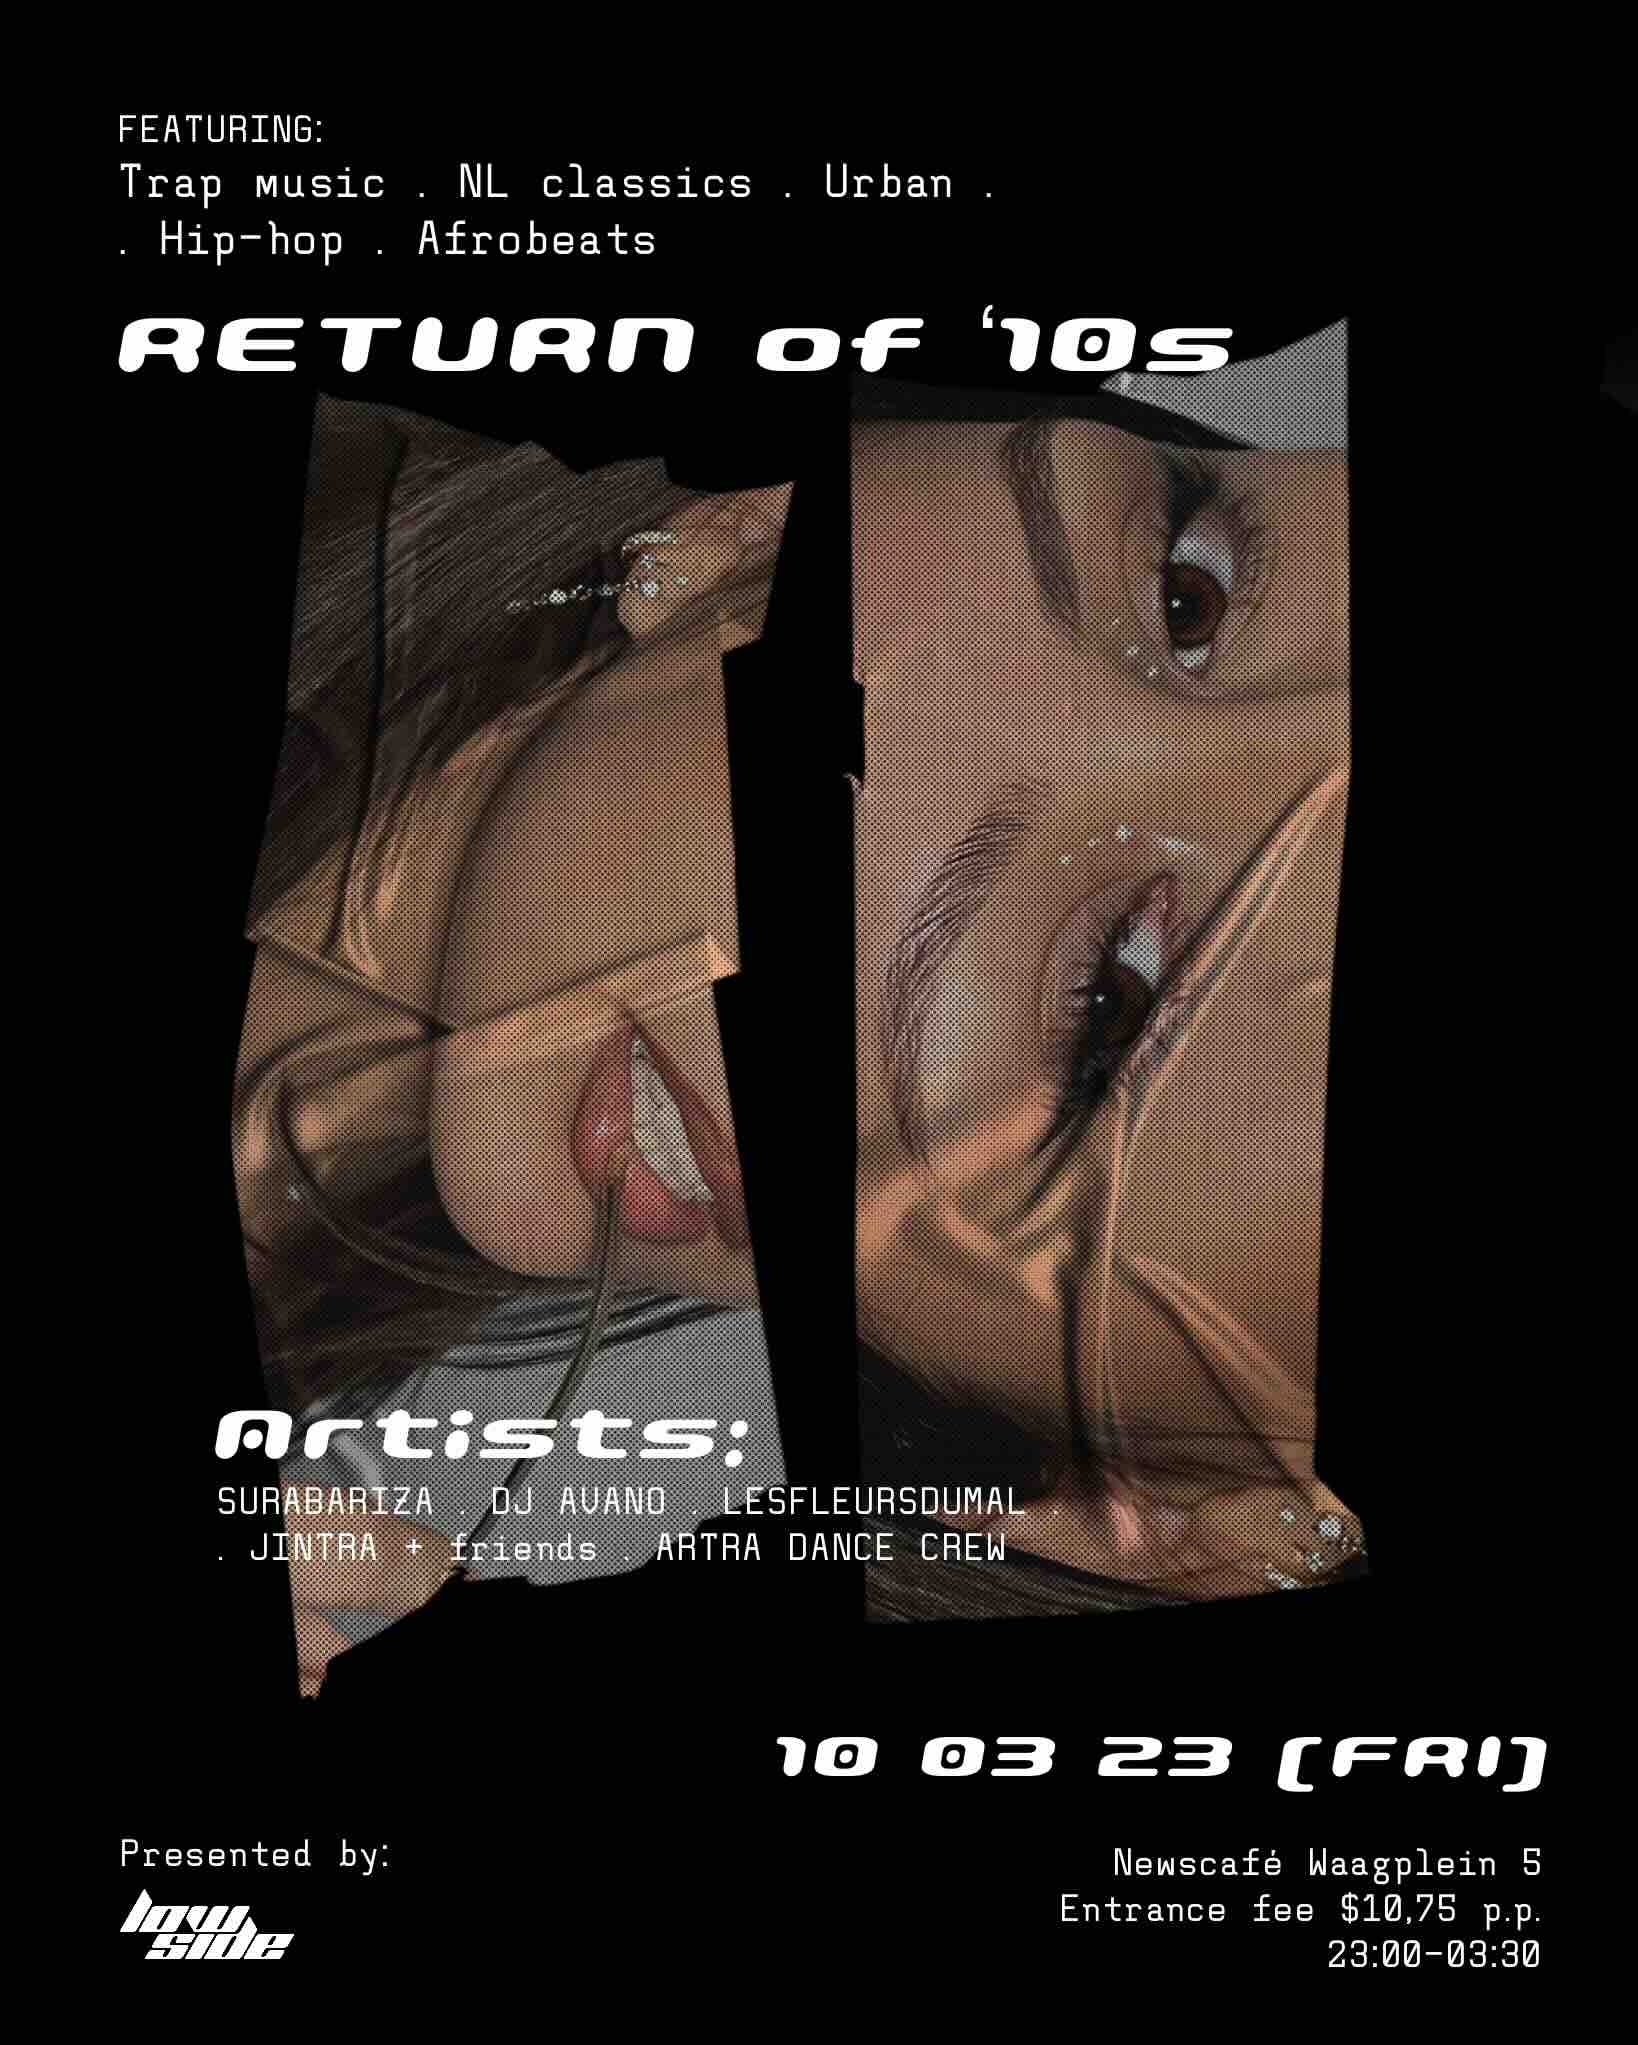 FEATURING:
Trap music . NL classics . Urban .
. Hip-hop . Afrobeats
RETURN of '10s
Artists:
SURABARIZA . DJ AVANO . LESFLEURSDUMAL .
. JINTRA + friends . ARTRA DANCE CREW
10 03 23 (FRI)
Presented by:
low
side
Newscafé Waagplein 5
Entrance fee $10,75 p.p.
23:00-03:30